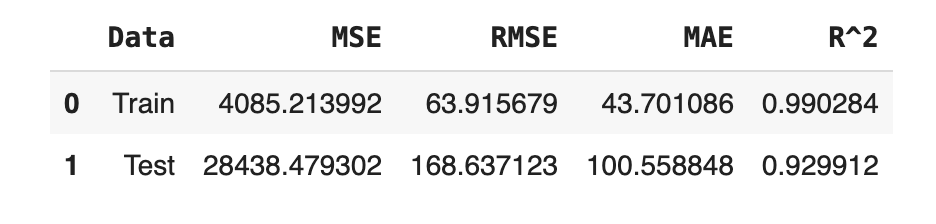 Data MSE RMSE MAE R^2
0 Train 4085.213992 63.915679 43.701086 0.990284
1 Test 28438.479302 168.637123 100.558848 0.929912